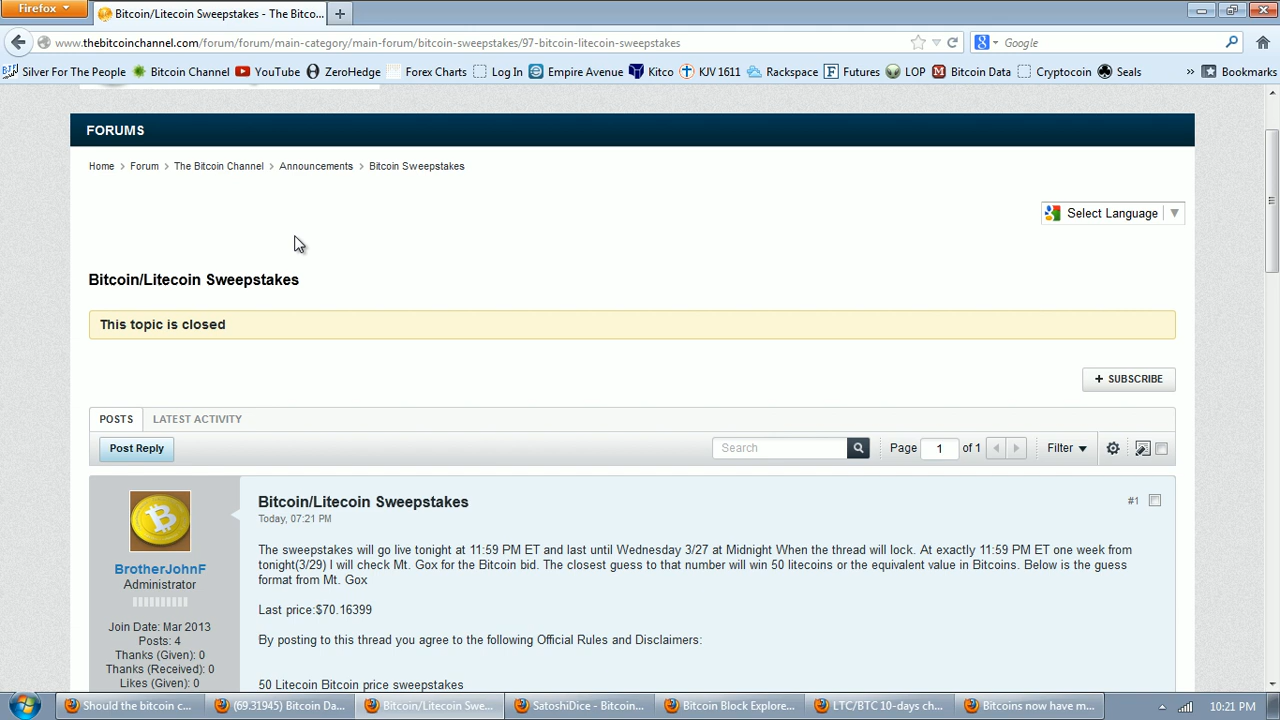 Firefox
Bitcoin/Litecoin Sweepstakes - The Bitco...
www.thebitcoinchannel.com/forum/forum/main-category/main-forum/bitcoin-sweepstakes/97-bitcoin-litecoin-sweepstakes
Google
Silver For The People Bitcoin Channel YouTube ZeroHedge Forex Charts Log In Empire Avenue Kitco KJV 1611 Rackspace Futures LOP Bitcoin Data Cryptocoin Seals » Bookmarks
FORUMS
Home > Forum > The Bitcoin Channel > Announcements > Bitcoin Sweepstakes
Select Language
Bitcoin/Litecoin Sweepstakes
This topic is closed
+ SUBSCRIBE
POSTS LATEST ACTIVITY
Post Reply Search Page 1 of 1 Filter
Bitcoin/Litecoin Sweepstakes #1
Today, 07:21 PM
The sweepstakes will go live tonight at 11:59 PM ET and last until Wednesday 3/27 at Midnight When the thread will lock. At exactly 11:59 PM ET one week from
tonight(3/29) I will check Mt. Gox for the Bitcoin bid. The closest guess to that number will win 50 litecoins or the equivalent value in Bitcoins. Below is the guess
format from Mt. Gox
Last price:$70.16399
By posting to this thread you agree to the following Official Rules and Disclaimers:
50 Litecoin Bitcoin price sweepstakes
BrotherJohnF
Administrator
Join Date: Mar 2013
Posts: 4
Thanks (Given): 0
Thanks (Received): 0
Likes (Given): 0
Should the bitcoin c... (69.31945) Bitcoin Da... Bitcoin/Litecoin Swe... SatoshiDice - Bitcoin... Bitcoin Block Explore... LTC/BTC 10-days ch... Bitcoins now have m... 10:21 PM